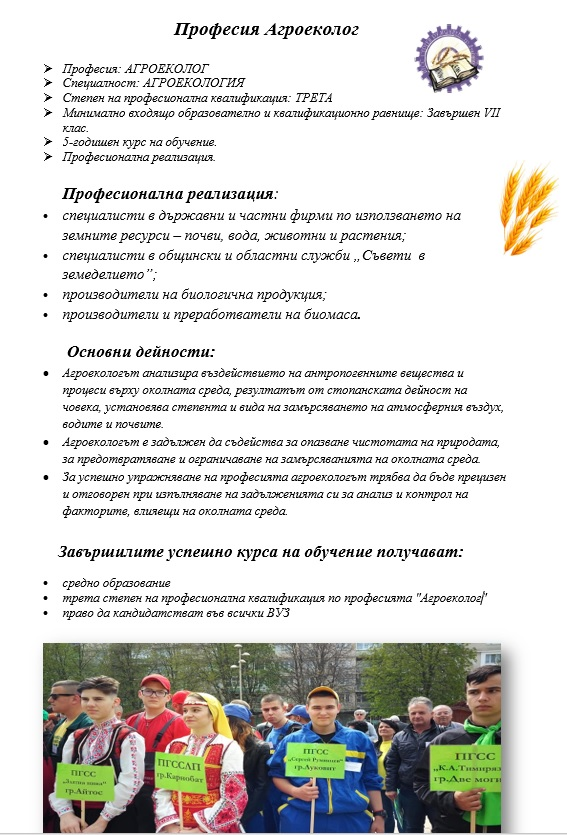 Професия Агроеколог
Професия: АГРОЕКОЛОГ
Специалност: АГРОЕКОЛОГИЯ
Степен на професионална квалификация: ТРЕТА
Минимално входящо образователно и квалификационно равнище: Завършен VII
клас.
5-годишен курс на обучение.
Професионална реализация.
Професионална реализация:
специалисти в държавни и частни фирми по използването на
земните ресурси – почви, вода, животни и растения;
специалисти в общински и областни служби „Съвети в
земеделието”;
производители на биологична продукция;
производители и преработватели на биомаса.
Основни дейности:
Агроекологът анализира въздействието на антропогенните вещества и
процеси върху околната среда, резултатът от стопанската дейност на
човека, установява степента и вида на замърсяването на атмосферния въздух,
водите и почвите.
Агроекологът е задължен да съдейства за опазване чистотата на природата,
за предотвратяване и ограничаване на замърсяванията на околната среда.
За успешно упражняване на професията агроекологът трябва да бъде прецизен
и отговорен при изпълняване на задълженията си за анализ и контрол на
факторите, влияещи на околната среда.
Завършилите успешно курса на обучение получават:
средно образование
трета степен на професионална квалификация по професията "Агроеколог"
право да кандидатстват във всички ВУЗ
ПГСС
„Златна нива"
гр.Айтос
ПГССАП
гр.Карнобат
ПГСС
„Сергей Румянцев"
гр.Луковит
ПГСС
„К.А.Тимиряз
гр.Две моги